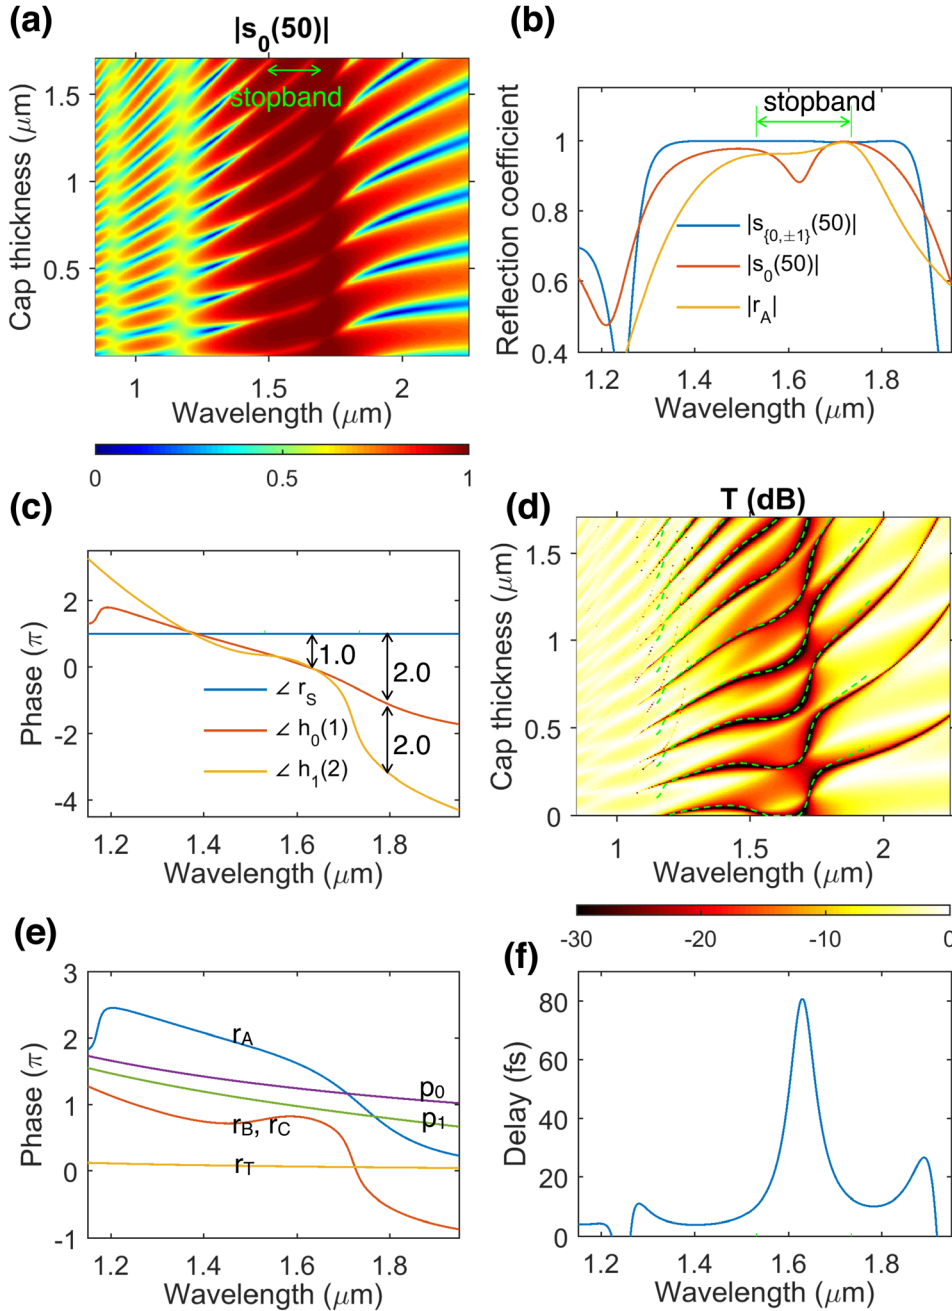 (a)
|s0(50)|
stopband
Cap thickness (μm)
1.5
1
0.5
1
1.5
2
Wavelength (μm)
0
0.5
1
(b)
stopband
Reflection coefficient
1
0.8
0.6
0.4
|s{0,±1}(50)|
|s0(50)|
|rA|
1.2
1.4
1.6
1.8
Wavelength (μm)
(c)
Phase (π)
2
0
-2
-4
1.0
2.0
2.0
∠ rS
∠ h0(1)
∠ h1(2)
1.2
1.4
1.6
1.8
Wavelength (μm)
(d)
T (dB)
Cap thickness (μm)
1.5
1
0.5
0
1
1.5
2
Wavelength (μm)
-30
-20
-10
0
(e)
Phase (π)
3
2
1
0
-1
rA
p0
p1
rB, rC
rT
1.2
1.4
1.6
1.8
Wavelength (μm)
(f)
Delay (fs)
80
60
40
20
0
1.2
1.4
1.6
1.8
Wavelength (μm)